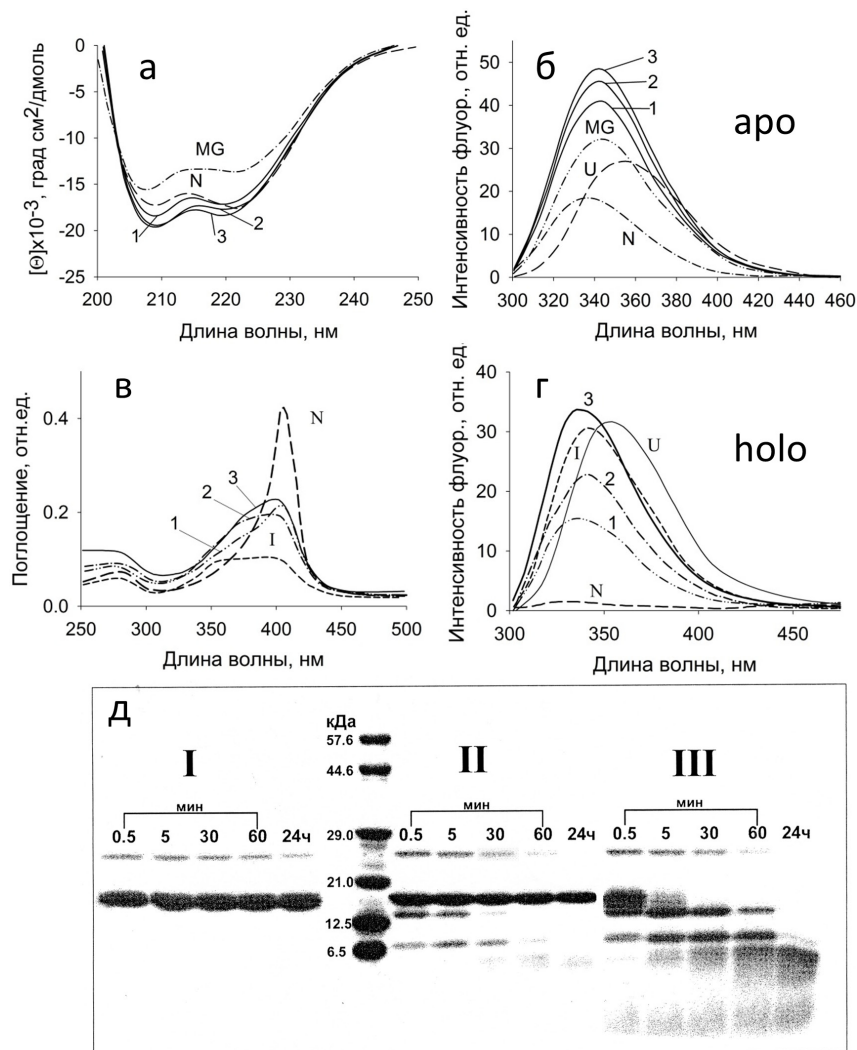 а
[Θ]x10⁻³, град см²/дмоль
0
-5
-10
-15
-20
-25
MG
N
1
3
2
200 210 220 230 240 250
Длина волны, нм
б
apo
Интенсивность флуор., отн. ед.
50
40
30
20
10
0
3
2
1
MG
U
N
300 320 340 360 380 400 420 440 460
Длина волны, нм
в
Поглощение, отн.ед.
0.4
0.2
0.0
N
3
2
1
I
250 300 350 400 450 500
Длина волны, нм
г
holo
Интенсивность флуор., отн. ед.
40
30
20
10
0
3
I
U
2
1
N
300 350 400 450
Длина волны, нм
Д
I
мин
0.5 5 30 60 24ч
кДа
57.6
44.6
29.0
21.0
12.5
6.5
II
мин
0.5 5 30 60 24ч
III
мин
0.5 5 30 60 24ч